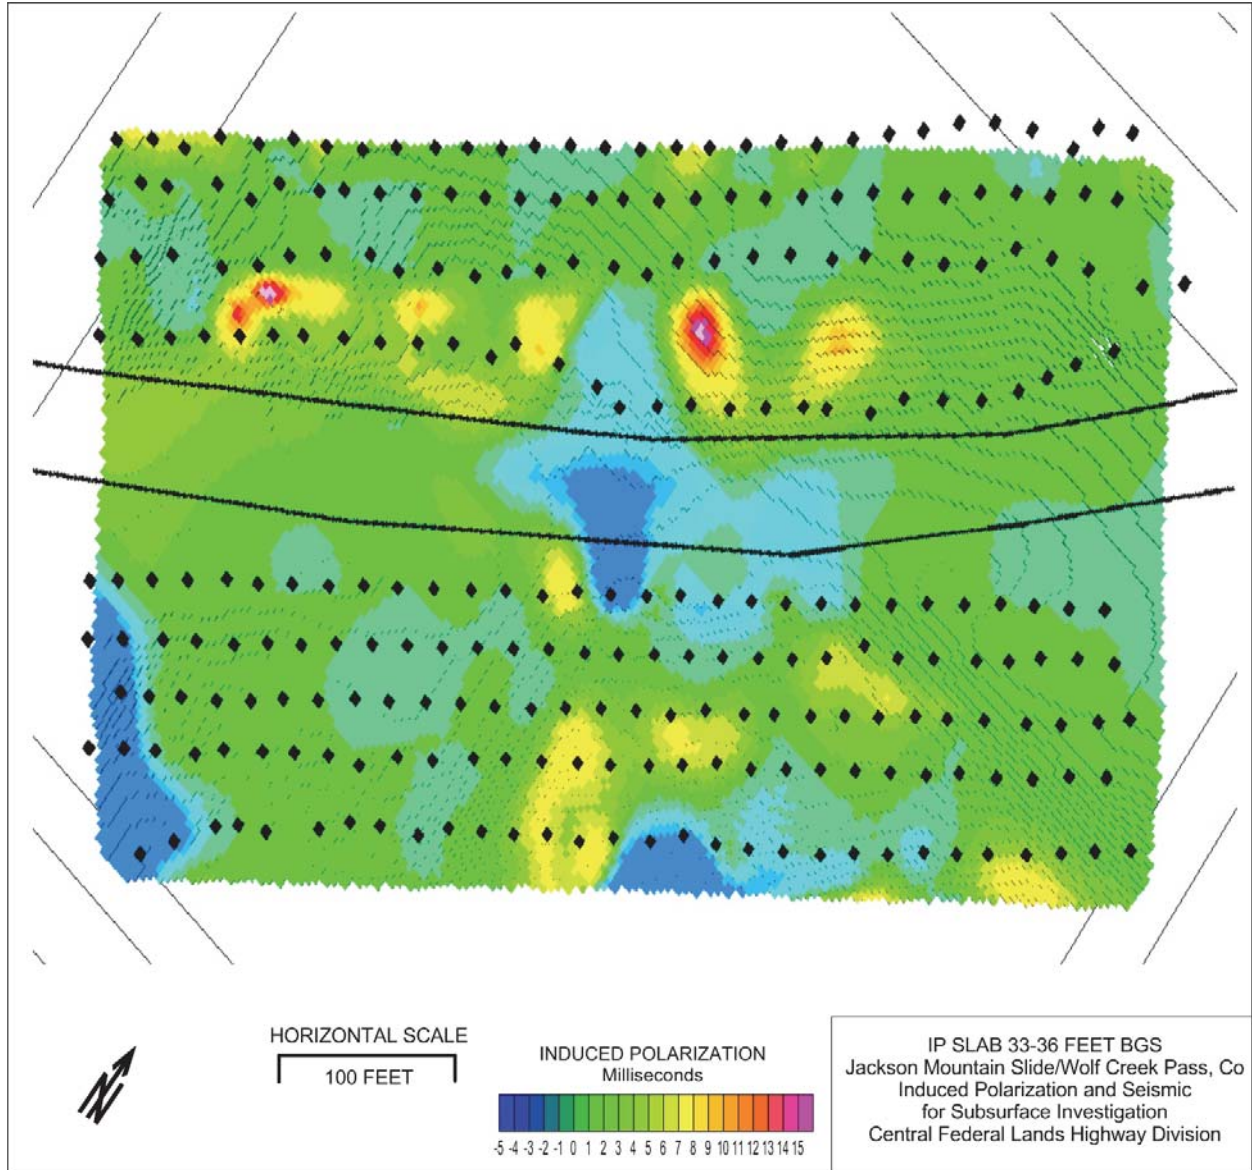 HORIZONTAL SCALE
100 FEET
INDUCED POLARIZATION
Milliseconds
-5 -4 -3 -2 -1 0 1 2 3 4 5 6 7 8 9 10 11 12 13 14 15
IP SLAB 33-36 FEET BGS
Jackson Mountain Slide/Wolf Creek Pass, Co
Induced Polarization and Seismic
for Subsurface Investigation
Central Federal Lands Highway Division
N